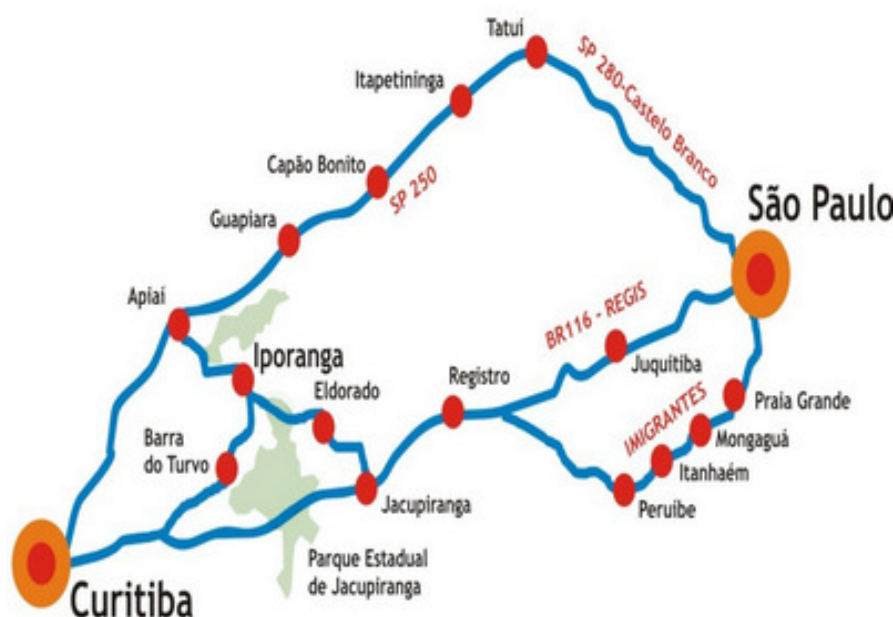 Tatuí
SP 280-Castelo Branco
Itapetininga
Capão Bonito
SP 250
São Paulo
Guapiara
Apiaí
BR116 - REGIS
Iporanga
Juquitiba
Registro
Eldorado
Praia Grande
IMIGRANTES
Mongaguá
Barra
do Turvo
Itanhaém
Jacupiranga
Peruíbe
Parque Estadual
de Jacupiranga
Curitiba